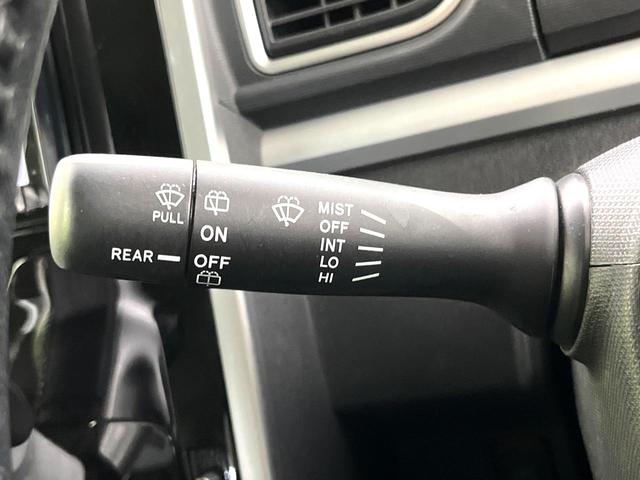 PULL
REAR
ON
OFF
MIST
OFF
INT
LO
HI